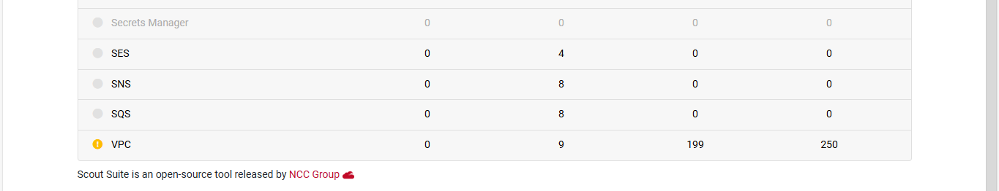 Secrets Manager 0 0 0 0
SES 0 4 0 0
SNS 0 8 0 0
SQS 0 8 0 0
VPC 0 9 199 250
Scout Suite is an open-source tool released by NCC Group